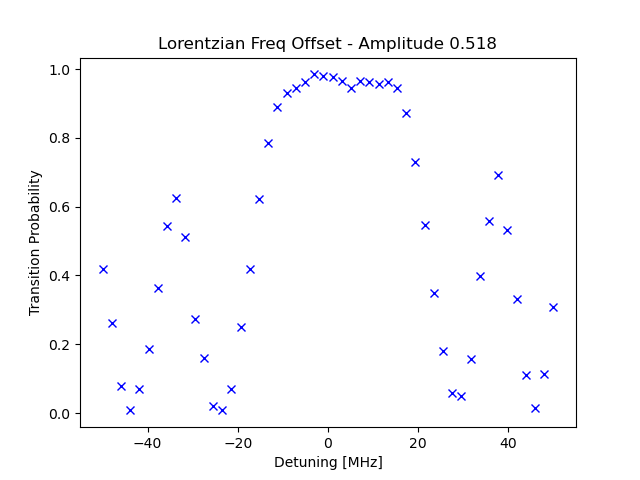 Lorentzian Freq Offset - Amplitude 0.518
1.0
0.8
0.6
0.4
0.2
0.0
Transition Probability
−40 −20 0 20 40
Detuning [MHz]